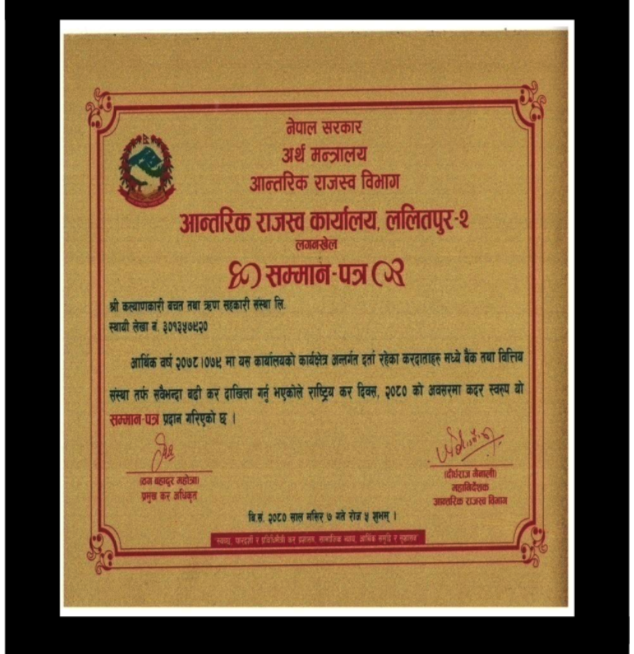 नेपाल सरकार
अर्थ मन्त्रालय
आन्तरिक राजस्व विभाग
आन्तरिक राजस्व कार्यालय, ललितपुर-२
लगनखेल
सम्मान-पत्र
श्री कल्याणकारी बचत तथा ऋण सहकारी संस्था लि.
स्थायी लेखा नं. ३०१३५७९२०
आर्थिक वर्ष २०७८।०७९ मा यस कार्यालयको कार्यक्षेत्र अन्तर्गत दर्ता रहेका करदाताहरु मध्ये बैंक तथा वित्तिय
संस्था तर्फ सबैभन्दा बढी कर दाखिला गर्नु भएकोले राष्ट्रिय कर दिवस, २०८० को अवसरमा कदर स्वरुप यो
सम्मान-पत्र प्रदान गरिएको छ ।
बहादुर
प्रमुख कर अधिकृत
(दीर्घराज मैनाली)
महानिर्देशक
आन्तरिक राजस्व विभाग
वि.सं. २०८० साल मंसिर ७ गते रोज ५ शुभम् ।